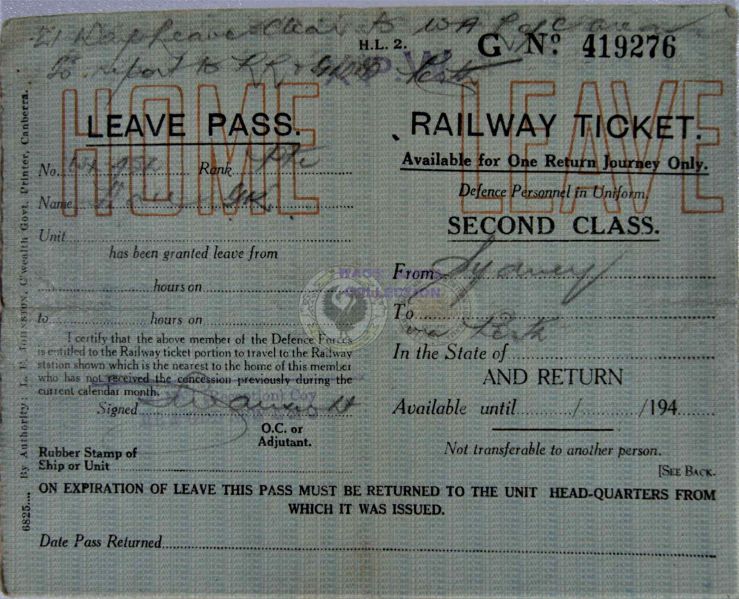 H.L. 2.
G No. 419276
R.P.W.
Perth
HOME LEAVE
LEAVE PASS.
No. Rank Pte
Name
Unit
has been granted leave from
hours on
to hours on
I certify that the above member of the Defence Forces
is entitled to the Railway ticket portion to travel to the Railway
station shown which is the nearest to the home of this member
who has not received the concession previously during the
current calendar month.
Signed
O.C. or
Adjutant.
Rubber Stamp of
Ship or Unit
RAILWAY TICKET.
Available for One Return Journey Only.
Defence Personnel in Uniform.
SECOND CLASS.
From Sydney
To
via Perth
In the State of
AND RETURN
Available until / /194
Not transferable to another person.
[SEE BACK.
ON EXPIRATION OF LEAVE THIS PASS MUST BE RETURNED TO THE UNIT HEAD-QUARTERS FROM
WHICH IT WAS ISSUED.
Date Pass Returned
6825.... By Authority: L. F. JOHNSTON, C'wealth Govt. Printer, Canberra.
COLLECTION